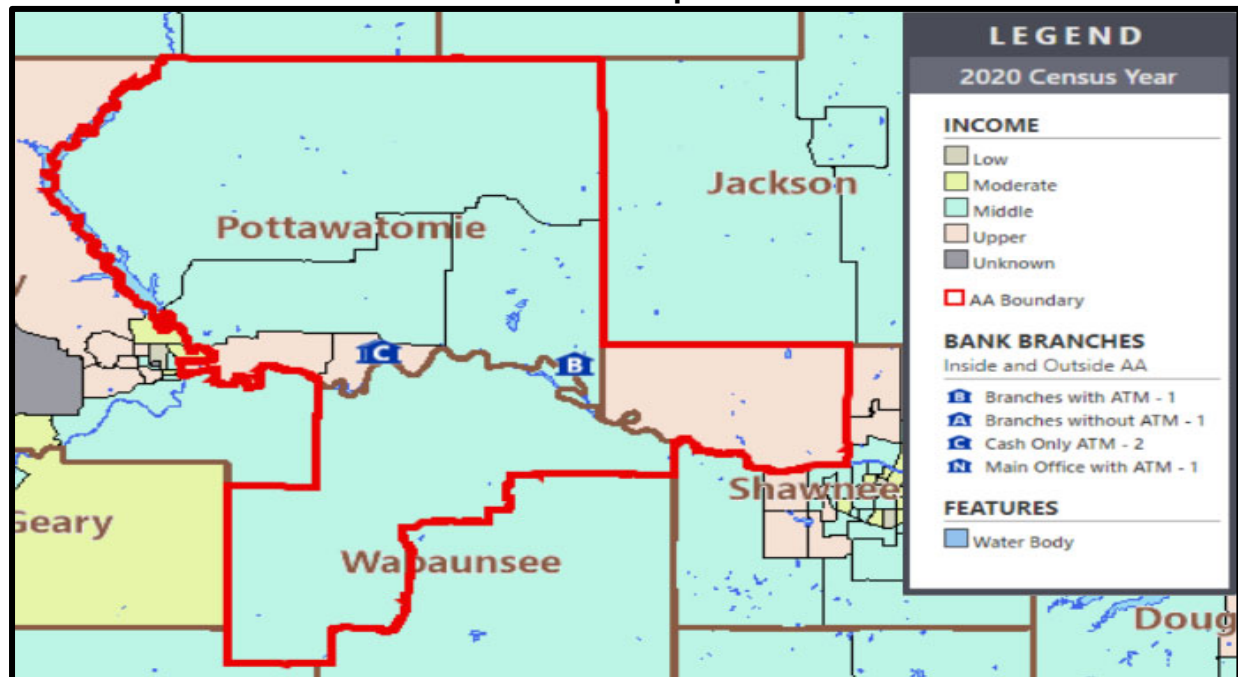 Jackson
Pottawatomie
y
C
B
Shawnee
Geary
Wabaunsee
Doug
LEGEND
2020 Census Year
INCOME
Low
Moderate
Middle
Upper
Unknown
AA Boundary
BANK BRANCHES
Inside and Outside AA
B Branches with ATM - 1
A Branches without ATM - 1
C Cash Only ATM - 2
N Main Office with ATM - 1
FEATURES
Water Body